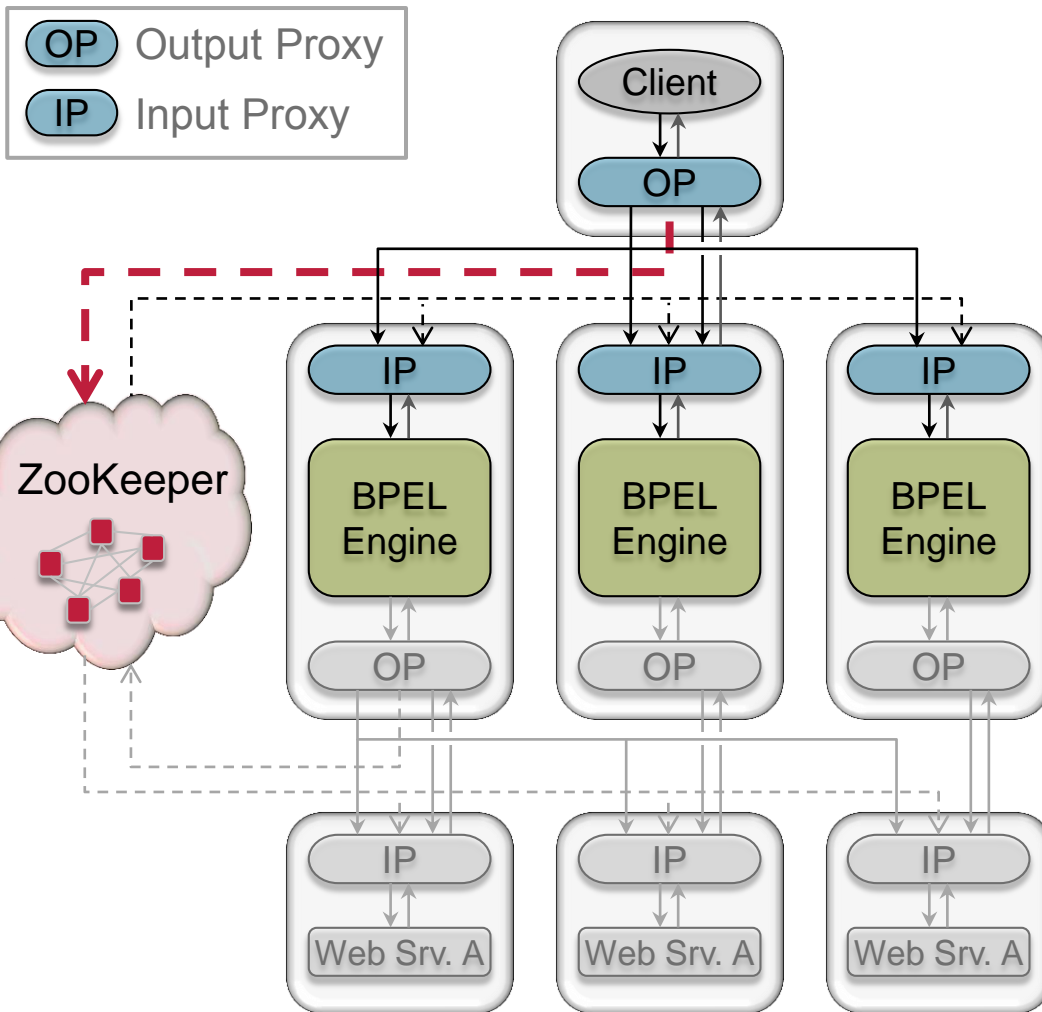 OP Output Proxy
IP Input Proxy
Client
OP
IP IP IP
ZooKeeper
BPEL Engine
BPEL Engine
BPEL Engine
OP OP OP
IP IP IP
Web Srv. A Web Srv. A Web Srv. A